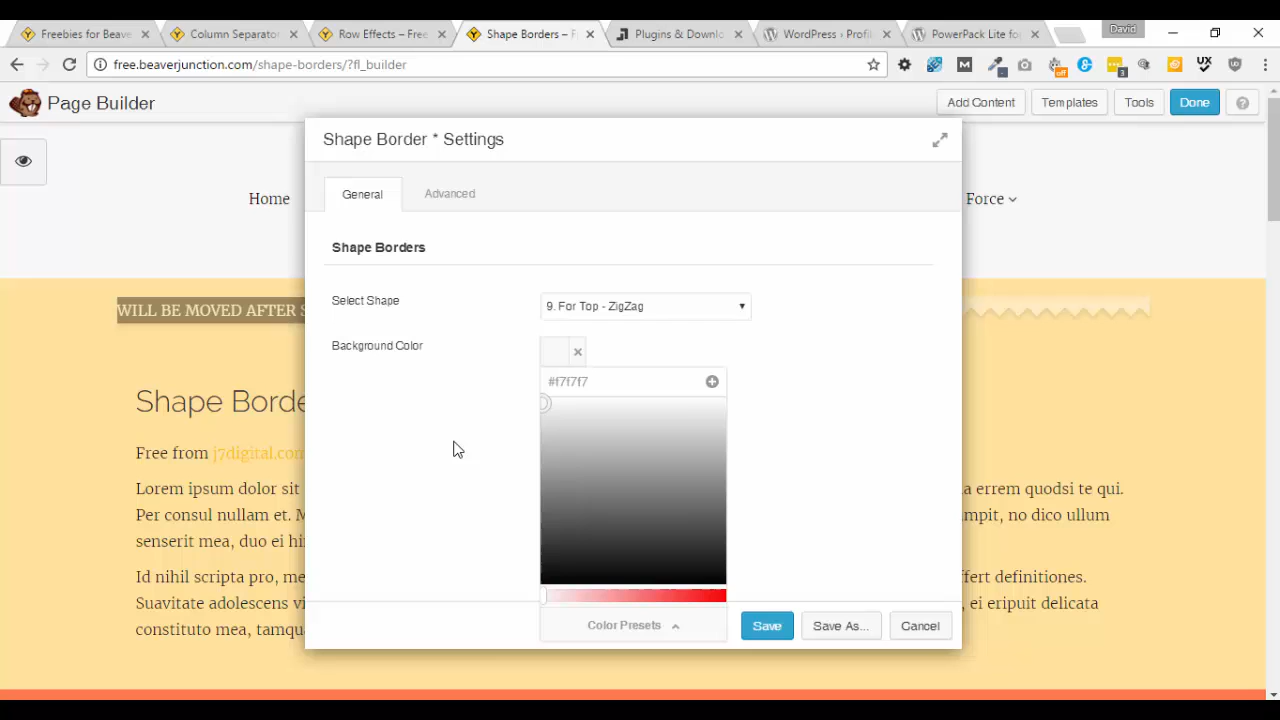 Freebies for Beav
Column Separato
Row Effects – Free
Shape Borders – F
Plugins & Downlo
WordPress › Profil
PowerPack Lite fo
David
free.beaverjunction.com/shape-borders/?fl_builder
Page Builder
Add Content
Templates
Tools
Done
Shape Border * Settings
General
Advanced
Home
Force
Shape Borders
Select Shape
9. For Top - ZigZag
WILL BE MOVED AFTER S
Background Color
#f7f7f7
Shape Borde
Free from j7digital.com
Lorem ipsum dolor sit
a errem quodsi te qui.
Per consul nullam et. M
mpit, no dico ullum
senserit mea, duo ei hi
Id nihil scripta pro, me
ffert definitiones.
Suavitate adolescens vi
, ei eripuit delicata
constituto mea, tamqu
Color Presets
Save
Save As...
Cancel